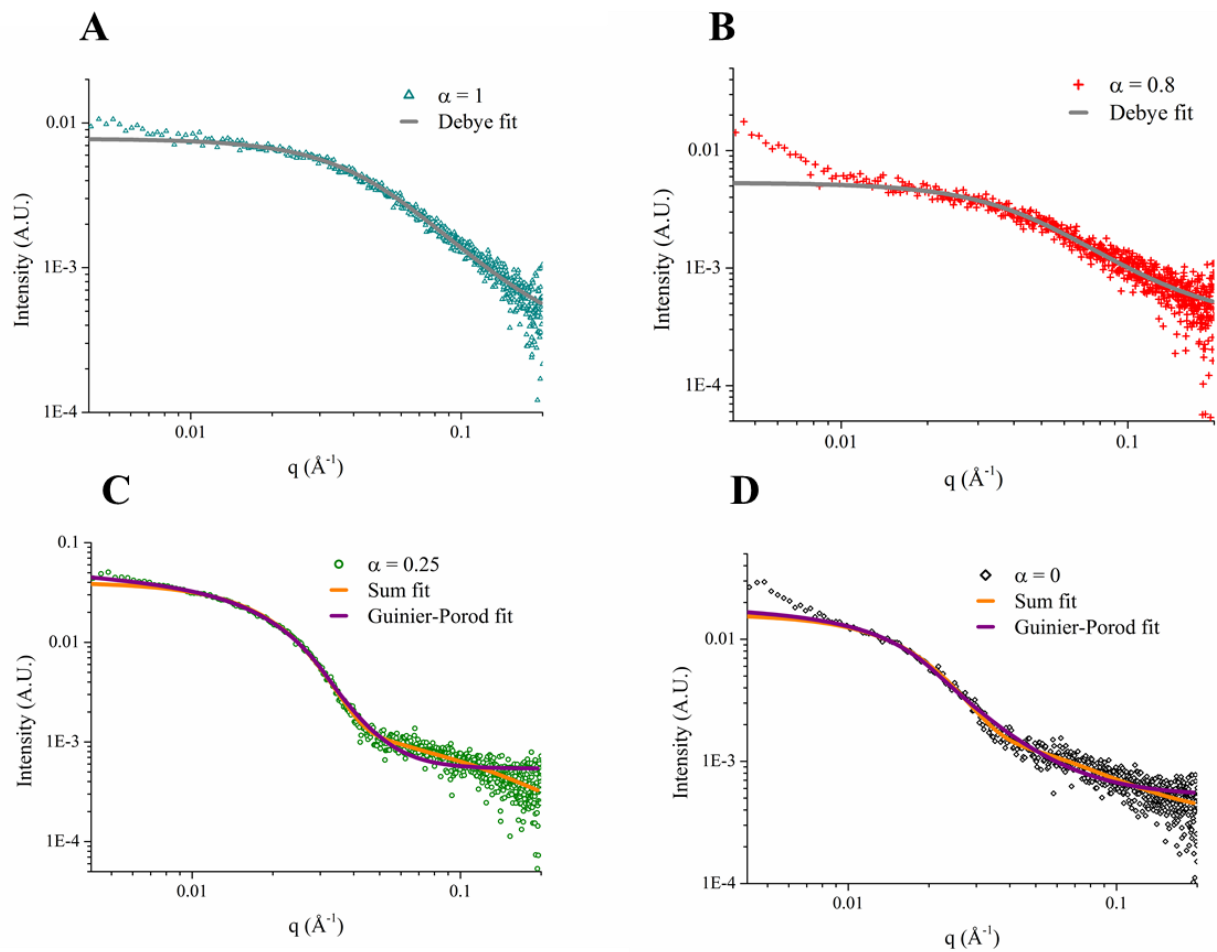 A
α = 1
Debye fit
0.01
1E-3
1E-4
Intensity (A.U.)
0.01
0.1
q (Å⁻¹)
B
α = 0.8
Debye fit
0.01
1E-3
1E-4
Intensity (A.U.)
0.01
0.1
q (Å⁻¹)
C
α = 0.25
Sum fit
Guinier-Porod fit
0.1
0.01
1E-3
1E-4
Intensity (A.U.)
0.01
0.1
q (Å⁻¹)
D
α = 0
Sum fit
Guinier-Porod fit
0.01
1E-3
1E-4
Intensity (A.U.)
0.01
0.1
q (Å⁻¹)